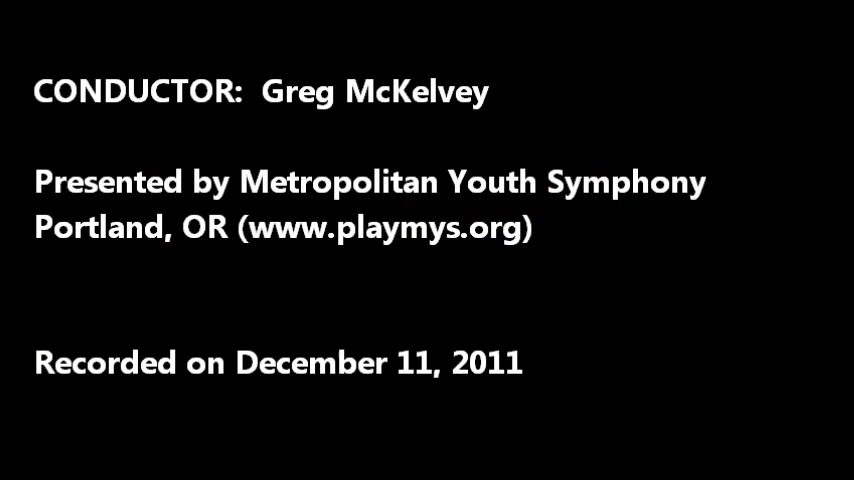 CONDUCTOR:  Greg McKelvey
Presented by Metropolitan Youth Symphony
Portland, OR (www.playmys.org)
Recorded on December 11, 2011